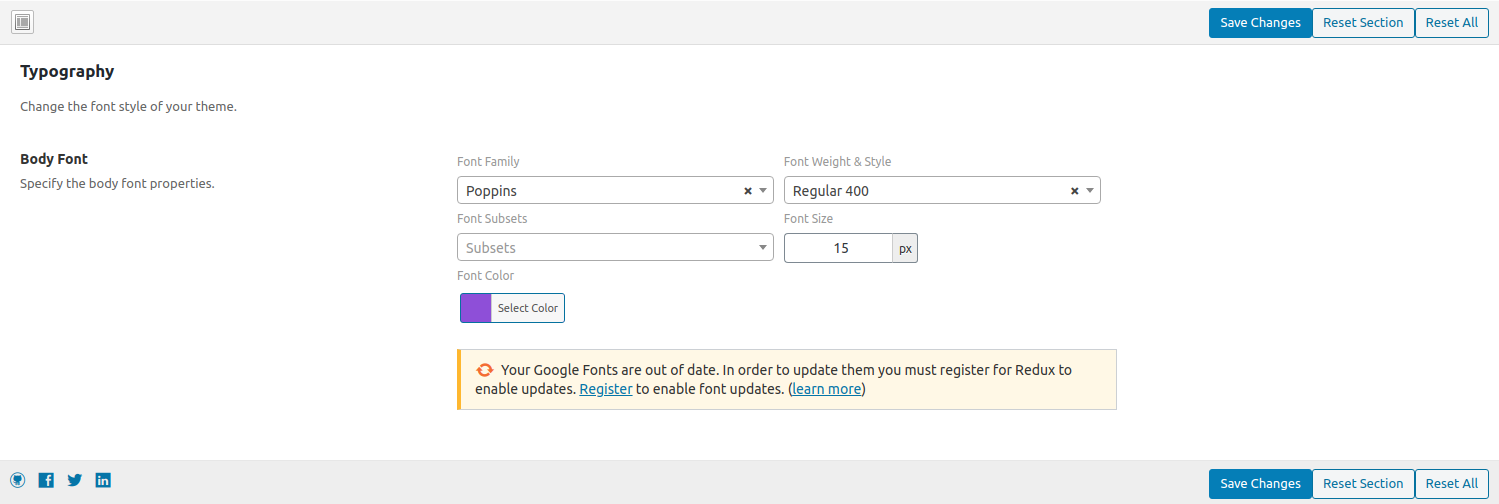 Save Changes Reset Section Reset All
Typography
Change the font style of your theme.
Body Font
Specify the body font properties.
Font Family Font Weight & Style
Poppins Regular 400
Font Subsets Font Size
Subsets 15 px
Font Color
Select Color
Your Google Fonts are out of date. In order to update them you must register for Redux to
enable updates. Register to enable font updates. (learn more)
Save Changes Reset Section Reset All